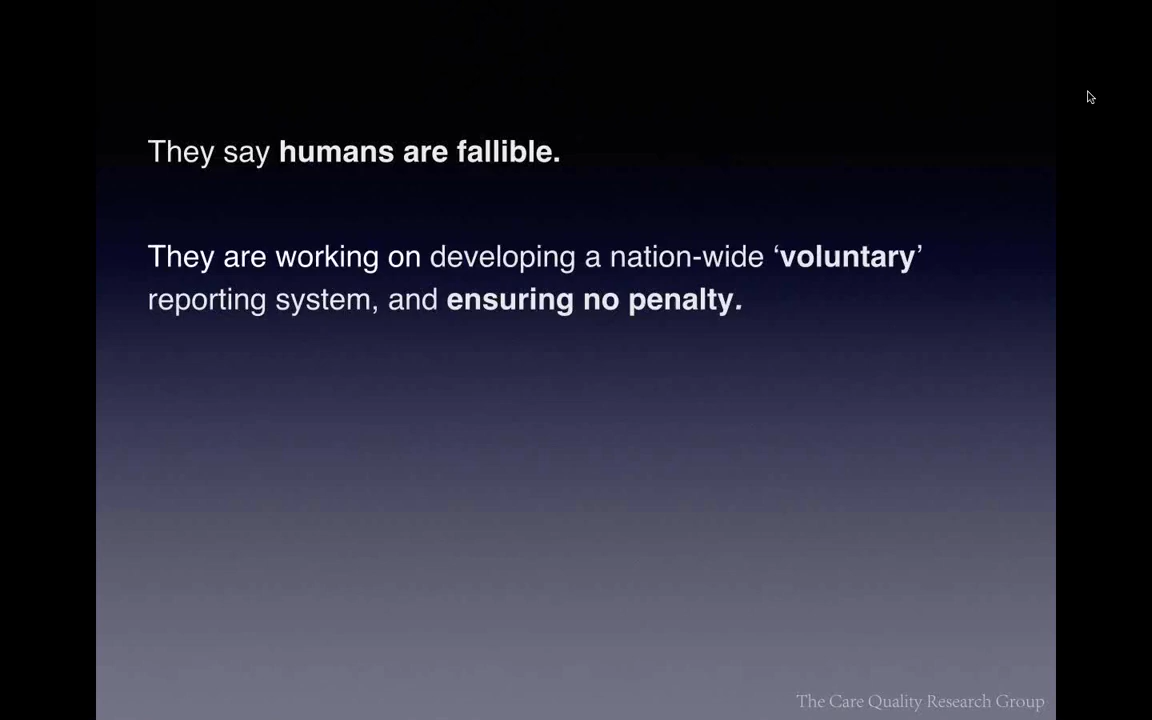 They say humans are fallible.
They are working on developing a nation-wide ‘voluntary’
reporting system, and ensuring no penalty.
The Care Quality Research Group